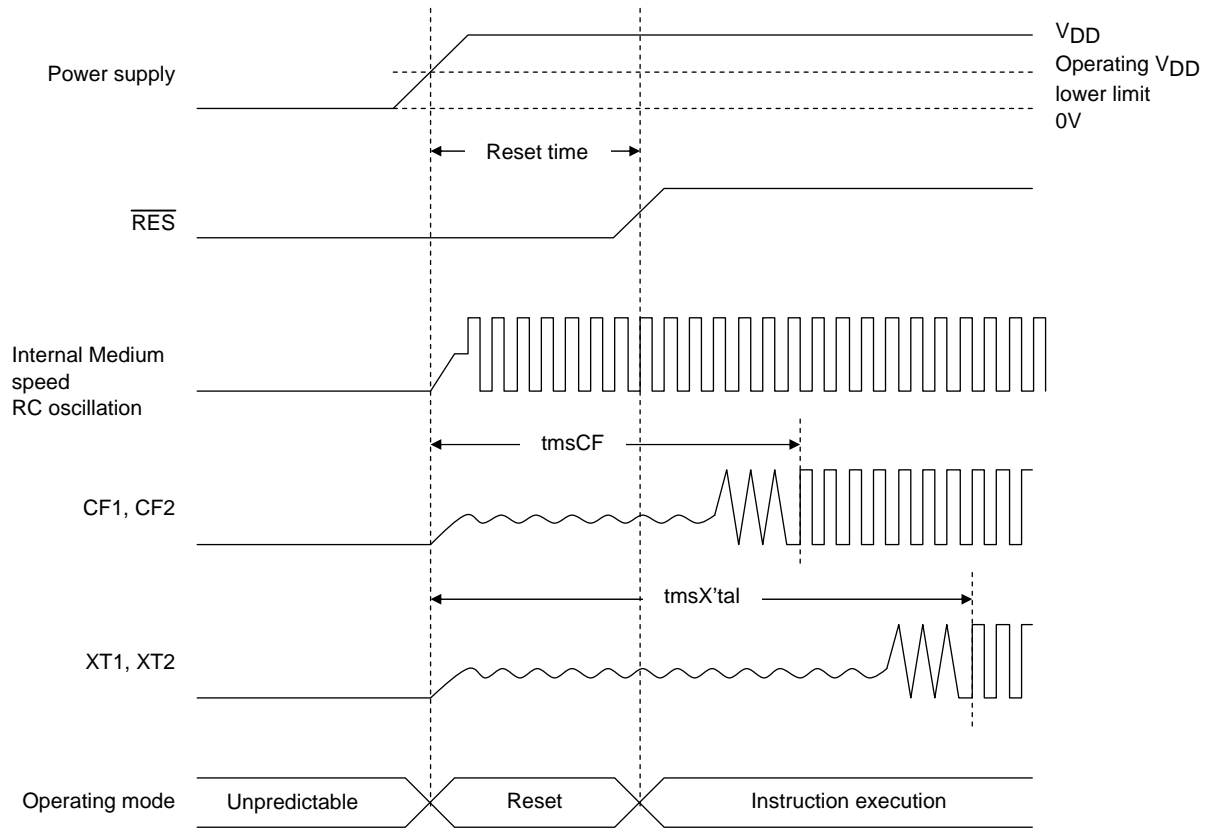 VDD
Power supply
Operating VDD
lower limit
0V
Reset time
RES
Internal Medium
speed
RC oscillation
tmsCF
CF1, CF2
tmsX'tal
XT1, XT2
Operating mode
Unpredictable
Reset
Instruction execution